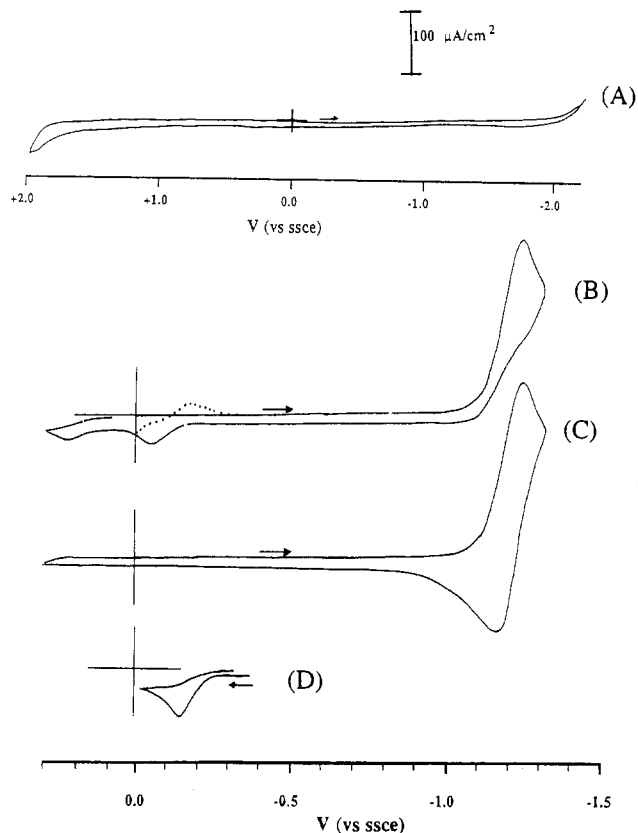 100 μA/cm²
(A)
+2.0 +1.0 0.0 -1.0 -2.0
V (vs ssce)
(B)
(C)
(D)
0.0 -0.5 -1.0 -1.5
V (vs ssce)